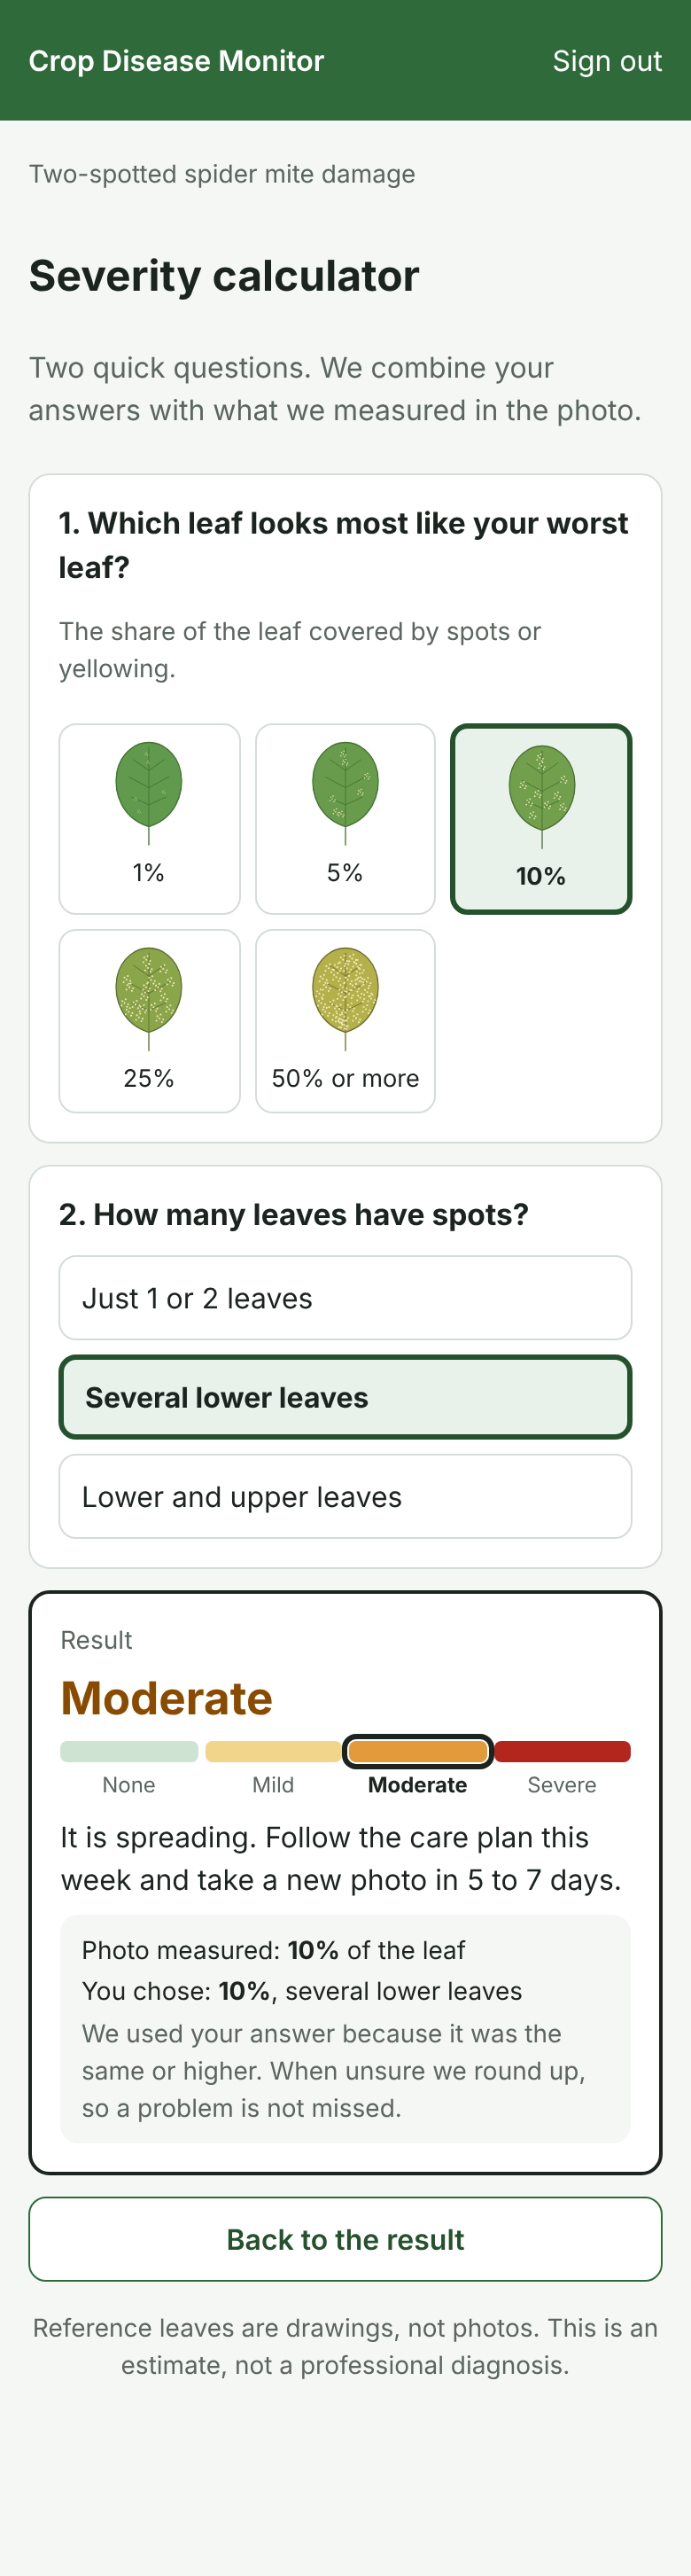 Crop Disease Monitor
Sign out
Two-spotted spider mite damage
Severity calculator
Two quick questions. We combine your
answers with what we measured in the photo.
1. Which leaf looks most like your worst
leaf?
The share of the leaf covered by spots or
yellowing.
1%
5%
10%
25%
50% or more
2. How many leaves have spots?
Just 1 or 2 leaves
Several lower leaves
Lower and upper leaves
Result
Moderate
None
Mild
Moderate
Severe
It is spreading. Follow the care plan this
week and take a new photo in 5 to 7 days.
Photo measured: 10% of the leaf
You chose: 10%, several lower leaves
We used your answer because it was the
same or higher. When unsure we round up,
so a problem is not missed.
Back to the result
Reference leaves are drawings, not photos. This is an
estimate, not a professional diagnosis.